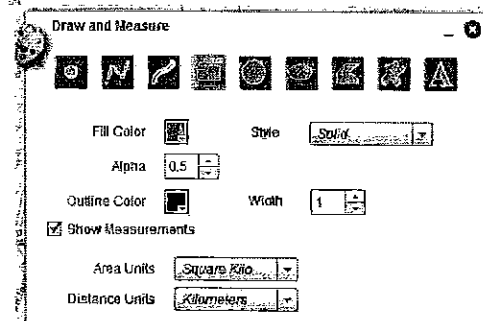 Draw and Measure
A
Fill Color Style Solid
Alpha 0.5
Outline Color Width 1
Show Measurements
Area Units Square Kilo...
Distance Units Kilometers